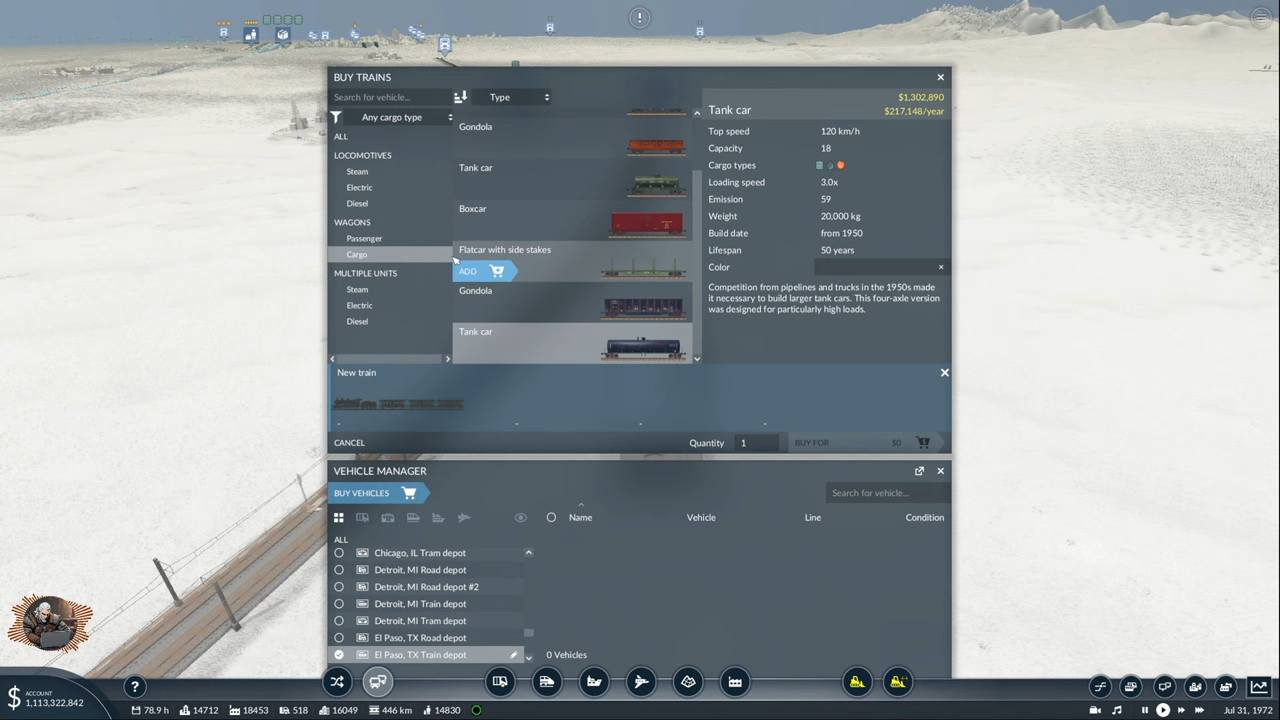 BUY TRAINS
Search for vehicle...
Type
Any cargo type
ALL
LOCOMOTIVES
Steam
Electric
Diesel
WAGONS
Passenger
Cargo
MULTIPLE UNITS
Steam
Electric
Diesel
Gondola
Tank car
Boxcar
Flatcar with side stakes
ADD
Gondola
Tank car
Tank car
$1,302,890
$217,148/year
Top speed 120 km/h
Capacity 18
Cargo types
Loading speed 3.0x
Emission 59
Weight 20,000 kg
Build date from 1950
Lifespan 50 years
Color
Competition from pipelines and trucks in the 1950s made
it necessary to build larger tank cars. This four-axle version
was designed for particularly high loads.
New train
- - - -
CANCEL
Quantity 1
BUY FOR $0
VEHICLE MANAGER
BUY VEHICLES
Search for vehicle...
Name Vehicle Line Condition
ALL
Chicago, IL Tram depot
Detroit, MI Road depot
Detroit, MI Road depot #2
Detroit, MI Train depot
Detroit, MI Tram depot
El Paso, TX Road depot
El Paso, TX Train depot
0 Vehicles
$ ACCOUNT
1,113,322,842
?
78.9 h 14712 18453 518 16049 446 km 14830
Jul 31, 1972